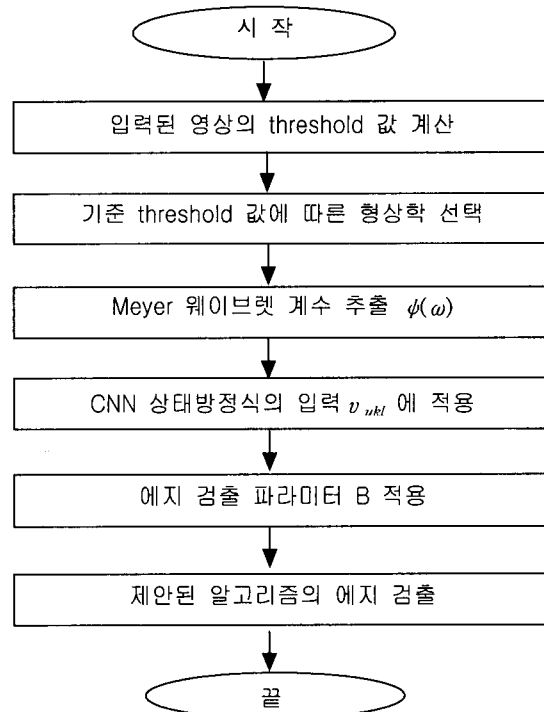 시 작
입력된 영상의 threshold 값 계산
기준 threshold 값에 따른 형상학 선택
Meyer 웨이브렛 계수 추출 ψ(ω)
CNN 상태방정식의 입력 v ukl 에 적용
에지 검출 파라미터 B 적용
제안된 알고리즘의 에지 검출
끝